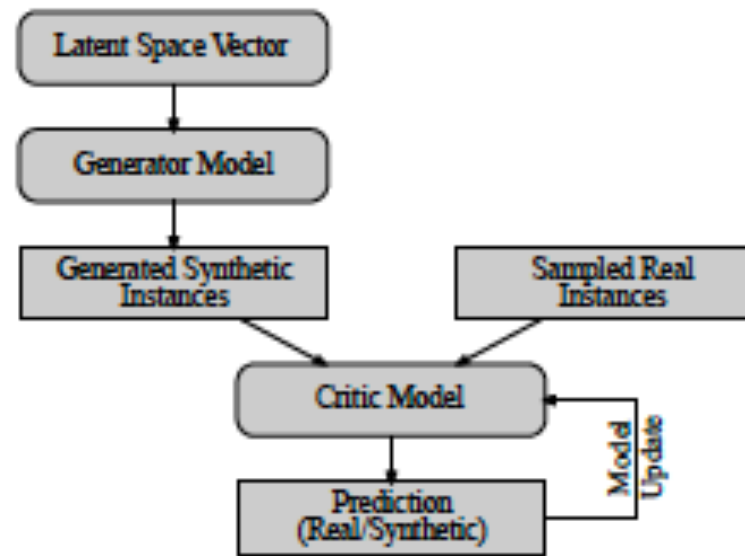 Latent Space Vector
Generator Model
Generated Synthetic
Instances
Sampled Real
Instances
Critic Model
Model
Update
Prediction
(Real/Synthetic)